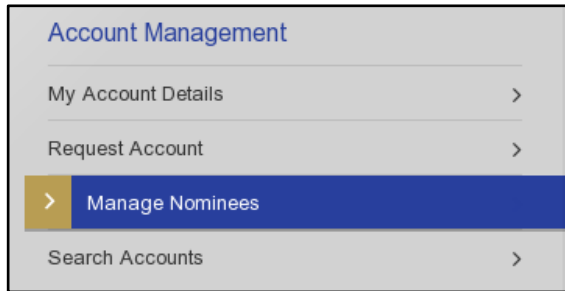 Account Management
My Account Details
Request Account
Manage Nominees
Search Accounts